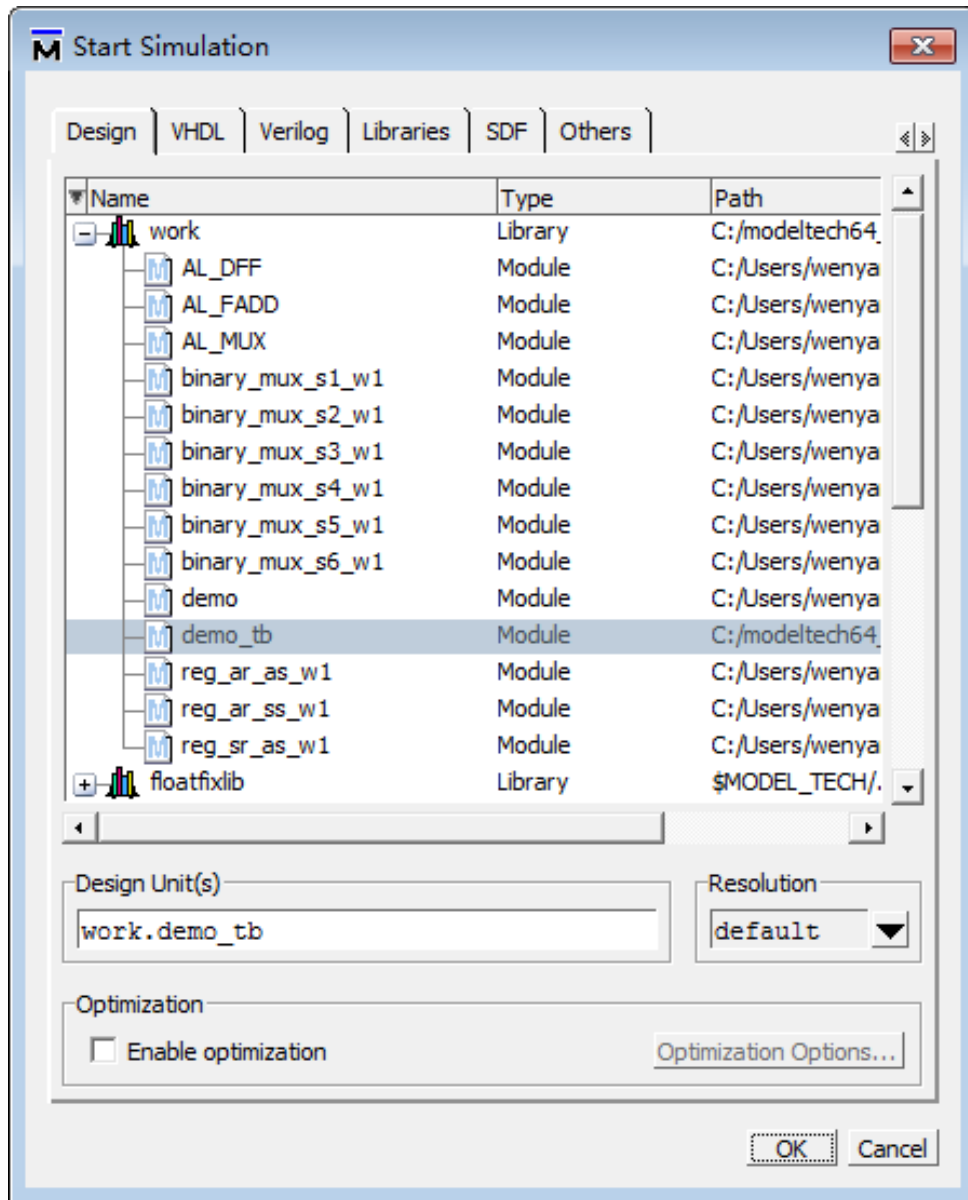 Start Simulation
Design VHDL Verilog Libraries SDF Others
Name Type Path
work Library C:/modeltech64_
AL_DFF Module C:/Users/wenya
AL_FADD Module C:/Users/wenya
AL_MUX Module C:/Users/wenya
binary_mux_s1_w1 Module C:/Users/wenya
binary_mux_s2_w1 Module C:/Users/wenya
binary_mux_s3_w1 Module C:/Users/wenya
binary_mux_s4_w1 Module C:/Users/wenya
binary_mux_s5_w1 Module C:/Users/wenya
binary_mux_s6_w1 Module C:/Users/wenya
demo Module C:/Users/wenya
demo_tb Module C:/modeltech64_
reg_ar_as_w1 Module C:/Users/wenya
reg_ar_ss_w1 Module C:/Users/wenya
reg_sr_as_w1 Module C:/Users/wenya
floatfixlib Library $MODEL_TECH/.
Design Unit(s) Resolution
work.demo_tb default
Optimization
Enable optimization Optimization Options...
OK Cancel